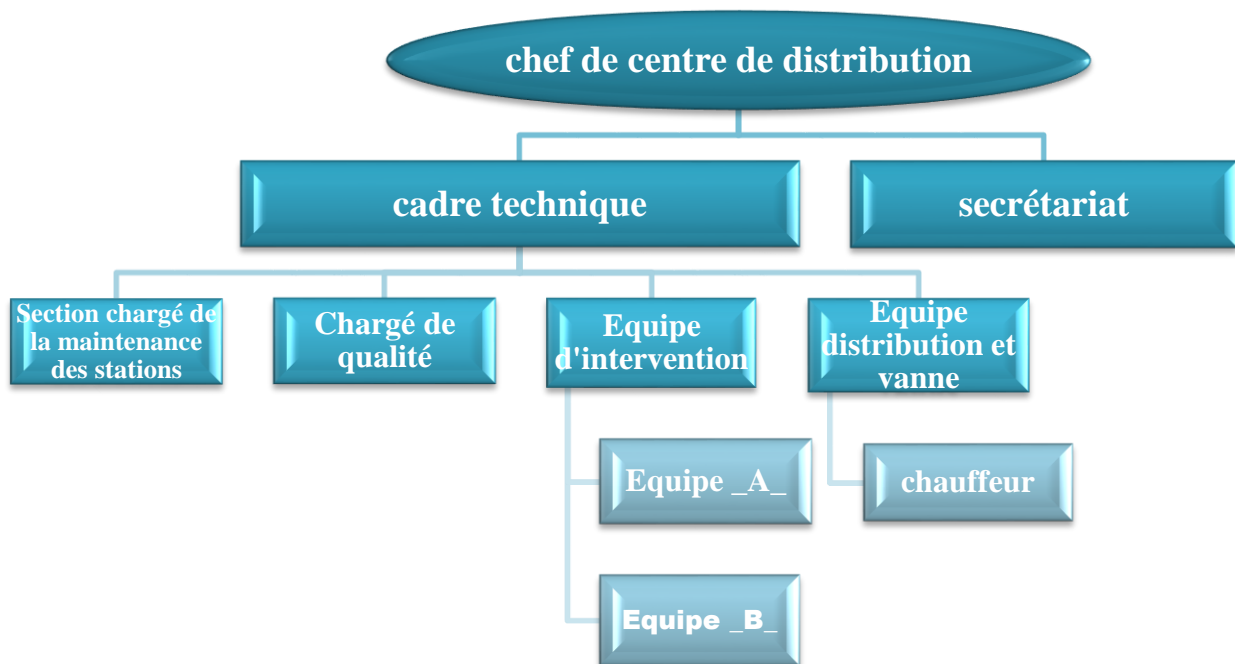 chef de centre de distribution
cadre technique
secrétariat
Section chargé de
la maintenance
des stations
Chargé de
qualité
Equipe
d'intervention
Equipe
distribution et
vanne
Equipe _A_
chauffeur
Equipe _B_